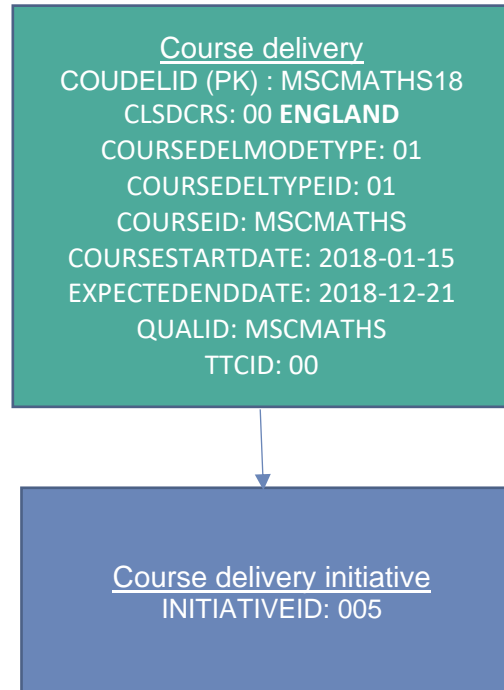 Course delivery
COUDELID (PK) : MSCMATHS18
CLSDCRS: 00 ENGLAND
COURSEDELMODETYPE: 01
COURSEDELTYPEID: 01
COURSEID: MSCMATHS
COURSESTARTDATE: 2018-01-15
EXPECTEDENDDATE: 2018-12-21
QUALID: MSCMATHS
TTCID: 00
Course delivery initiative
INITIATIVEID: 005